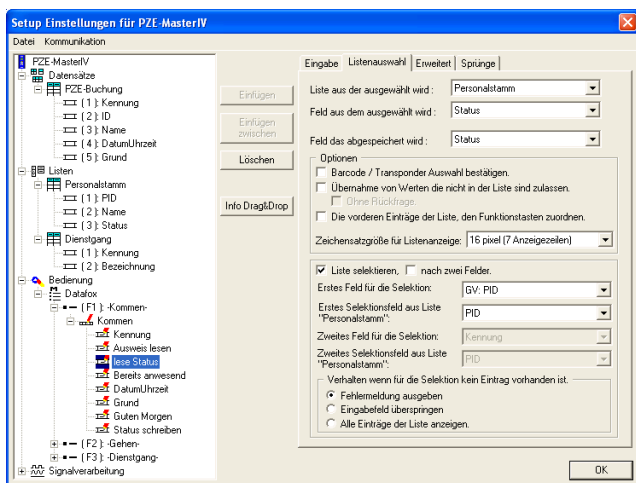 Setup Einstellungen für PZE-MasterIV
Datei Kommunikation
PZE-MasterIV
Datensätze
PZE-Buchung
( 1 ): Kennung
( 2 ): ID
( 3 ): Name
( 4 ): DatumUhrzeit
( 5 ): Grund
Listen
Personalstamm
( 1 ): PID
( 2 ): Name
( 3 ): Status
Dienstgang
( 1 ): Kennung
( 2 ): Bezeichnung
Bedienung
Datafox
(F1 ): -Kommen-
Kommen
Kennung
Ausweis lesen
lese Status
Bereits anwesend
DatumUhrzeit
Grund
Guten Morgen
Status schreiben
(F2 ): -Gehen-
(F3 ): -Dienstgang-
Signalverarbeitung
Einfügen
Einfügen zwischen
Löschen
Info Drag&Drop
Eingabe Listenauswahl Erweitert Sprünge
Liste aus der ausgewählt wird : Personalstamm
Feld aus dem ausgewählt wird : Status
Feld das abgespeichert wird : Status
Optionen
Barcode / Transponder Auswahl bestätigen.
Übernahme von Werten die nicht in der Liste sind zulassen.
Ohne Rückfrage.
Die vorderen Einträge der Liste, den Funktionstasten zuordnen.
Zeichensatzgröße für Listenanzeige: 16 pixel (7 Anzeigezeilen)
Liste selektieren, nach zwei Felder.
Erstes Feld für die Selektion: GV: PID
Erstes Selektionsfeld aus Liste "Personalstamm": PID
Zweites Feld für die Selektion: Kennung
Zweites Selektionsfeld aus Liste "Personalstamm": PID
Verhalten wenn für die Selektion kein Eintrag vorhanden ist.
Fehlermeldung ausgeben
Eingabefeld überspringen
Alle Einträge der Liste anzeigen.
OK